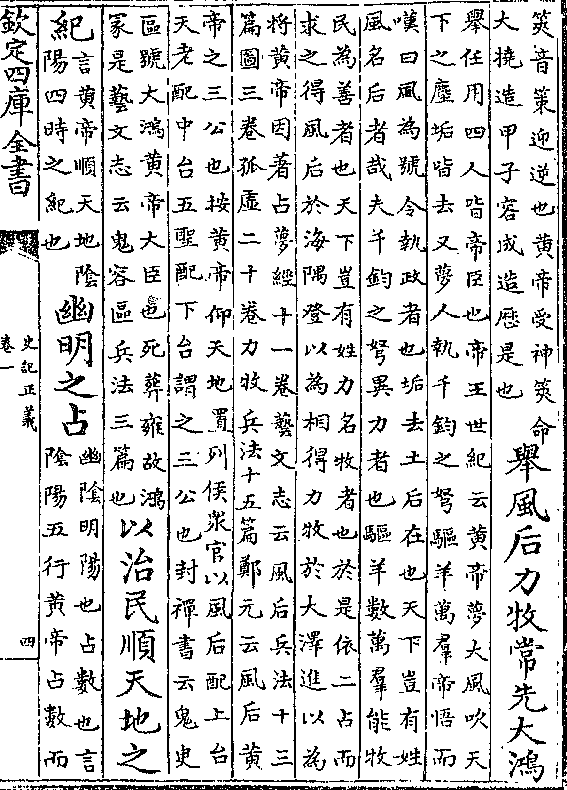 筴音策迎逆也黃帝受神筴命
大撓造甲子容成造厯是也
舉風后力牧常先大鴻
舉任用四人皆帝臣也帝王世紀云黃帝夢大風吹天
下之塵垢皆去又夢人執千鈞之弩驅羊萬羣帝悟而
嘆曰風為號令執政者也垢去土后在也天下豈有姓
風名后者哉夫千鈞之弩異力者也驅羊數萬羣能牧
民為善者也天下豈有姓力名牧者也於是依二占而
求之得風后於海隅登以為相得力牧於大澤進以為
將黃帝因著占夢經十一卷藝文志云風后兵法十三
篇圖三卷孤虛二十卷力牧兵法十五篇鄭元云風后黃
帝之三公也按黃帝仰天地置列侯衆官以風后配上台
天老配中台五聖配下台謂之三公也封禪書云鬼臾
區號大鴻黃帝大臣也死葬雍故鴻
冢是藝文志云鬼容區兵法三篇也
以治民順天地之
紀
言黃帝順天地陰
陽四時之紀也
幽明之占
幽陰明陽也占數也言
陰陽五行黃帝占數而
欽定四庫全書
史記正義
卷一
四